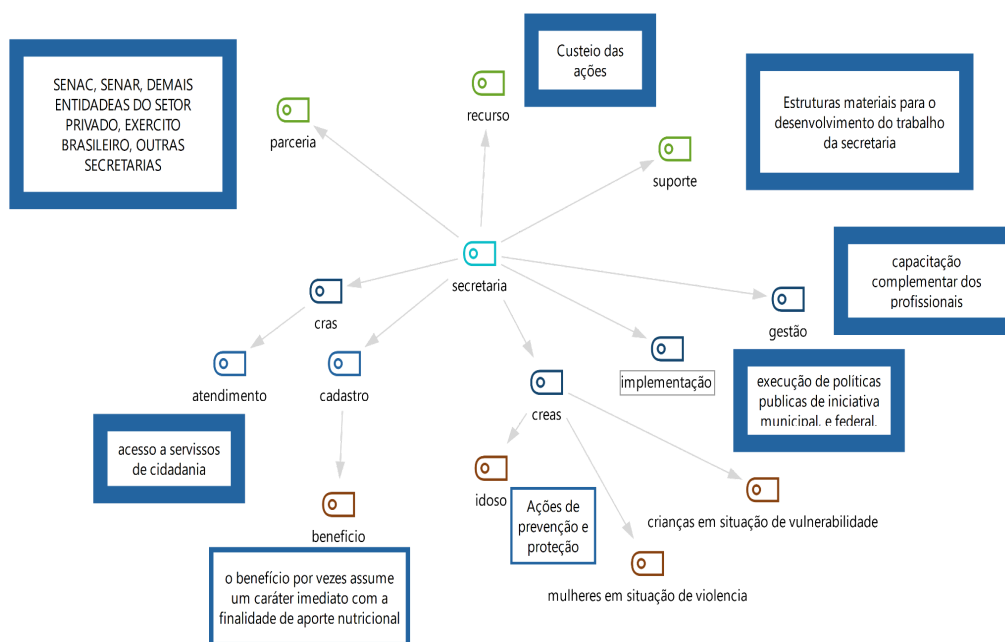 SENAC, SENAR, DEMAIS
ENTIDADEAS DO SETOR
PRIVADO, EXERCITO
BRASILEIRO, OUTRAS
SECRETARIAS
parceria
recurso
Custeio das
ações
suporte
Estruturas materiais para o
desenvolvimento do trabalho
da secretaria
secretaria
cras
gestão
capacitação
complementar dos
profissionais
atendimento
cadastro
creas
implementação
execução de políticas
publicas de iniciativa
municipal. e federal.
acesso a servissos
de cidadania
beneficio
o benefício por vezes assume
um caráter imediato com a
finalidade de aporte nutricional
idoso
Ações de
prevenção e
proteção
crianças em situação de vulnerabilidade
mulheres em situação de violencia